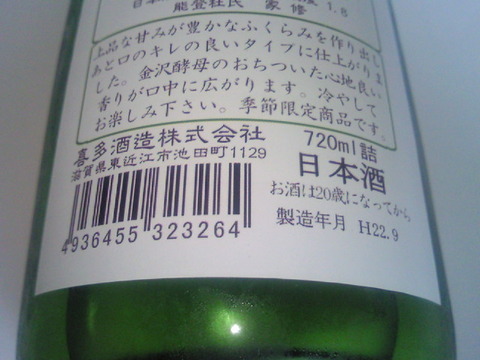 能登杜氏 家修
1.8
上品な甘みが豊かなふくらみを作り出し
あと口のキレの良いタイプに仕上がりま
した。金沢酵母のおちついた心地良い
香りが口中に広がります。冷やして
お楽しみ下さい。季節限定商品です。
喜多酒造株式会社
滋賀県東近江市池田町1129
720ml詰
日本酒
お酒は20歳になってから
製造年月 H22.9
4936455 323264